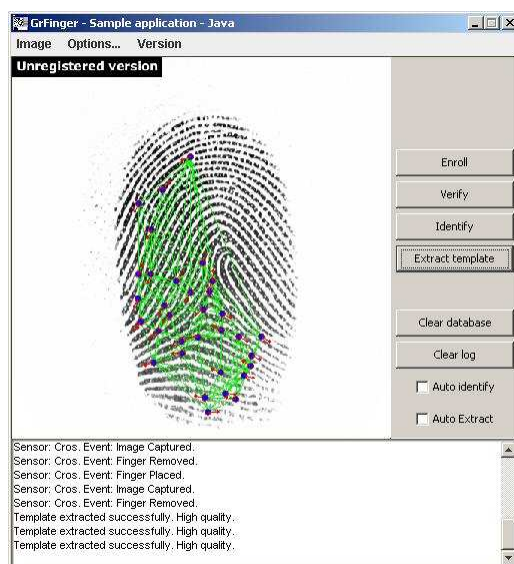 GrFinger - Sample application - Java
Image Options... Version
Unregistered version
Enroll
Verify
Identify
Extract template
Clear database
Clear log
Auto identify
Auto Extract
Sensor: Cros. Event: Image Captured.
Sensor: Cros. Event: Finger Removed.
Sensor: Cros. Event: Finger Placed.
Sensor: Cros. Event: Image Captured.
Sensor: Cros. Event: Finger Removed.
Template extracted successfully. High quality.
Template extracted successfully. High quality.
Template extracted successfully. High quality.